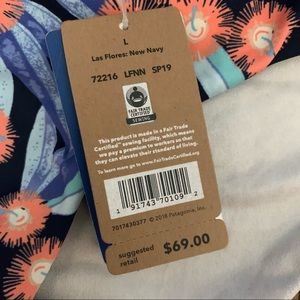 L
Las Flores: New Navy
72216 LFNN SP19
FAIR TRADE
CERTIFIED
SEWING
This product is made in a Fair Trade
Certified™ sewing facility, which means
we pay a premium to workers so that
they can elevate their standard of living.
To learn more go to FairTradeCertified.org
1 91743 70109 2
7017430377 © 2018 Patagonia, Inc.
suggested
retail $69.00